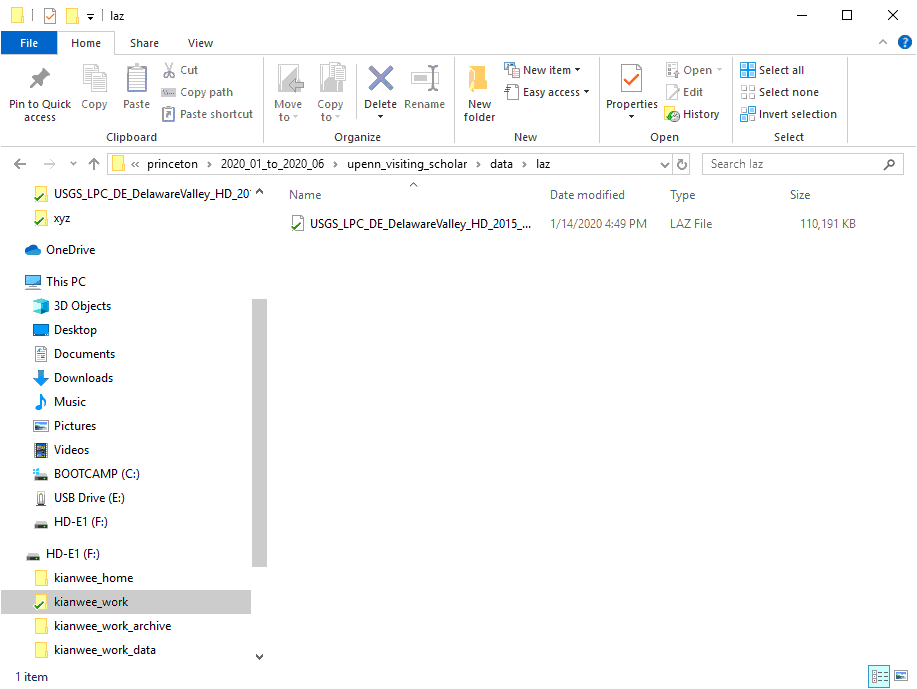 laz
File Home Share View
Pin to Quick access
Copy
Paste
Cut
Copy path
Paste shortcut
Clipboard
Move to
Copy to
Delete
Rename
Organize
New folder
New item
Easy access
New
Properties
Open
Edit
History
Open
Select all
Select none
Invert selection
Select
« princeton › 2020_01_to_2020_06 › upenn_visiting_scholar › data › laz
Search laz
USGS_LPC_DE_DelawareValley_HD_20
xyz
OneDrive
This PC
3D Objects
Desktop
Documents
Downloads
Music
Pictures
Videos
BOOTCAMP (C:)
USB Drive (E:)
HD-E1 (F:)
HD-E1 (F:)
kianwee_home
kianwee_work
kianwee_work_archive
kianwee_work_data
Name Date modified Type Size
USGS_LPC_DE_DelawareValley_HD_2015_... 1/14/2020 4:49 PM LAZ File 110,191 KB
1 item